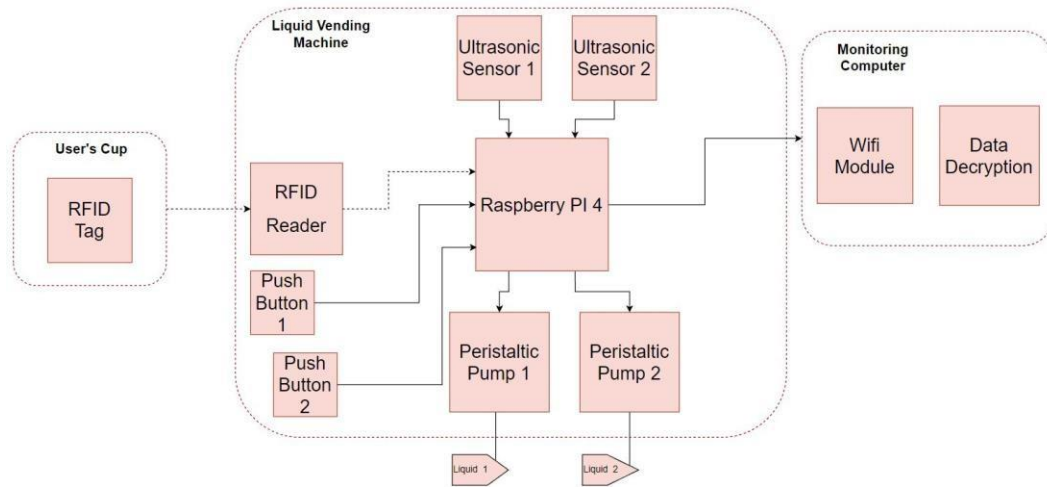 User's Cup
RFID
Tag
Liquid Vending
Machine
Ultrasonic
Sensor 1
Ultrasonic
Sensor 2
RFID
Reader
Raspberry PI 4
Push
Button
1
Push
Button
2
Peristaltic
Pump 1
Peristaltic
Pump 2
Liquid 1
Liquid 2
Monitoring
Computer
Wifi
Module
Data
Decryption